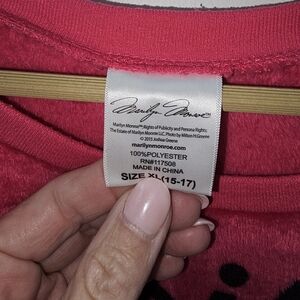 Marilyn Monroe
Marilyn Monroe™; Rights of Publicity and Persona Rights:
The Estate of Marilyn Monroe LLC. Photo by Milton H.Greene
© 2015 Joshua Greene
marilynmonroe.com
100%POLYESTER
RN#117508
MADE IN CHINA
SIZE XL(15-17)